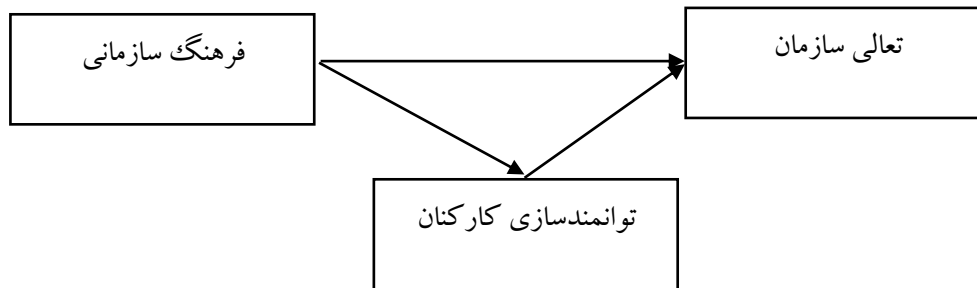 تعالی سازمان
فرهنگ سازمانی
توانمندسازی کارکنان